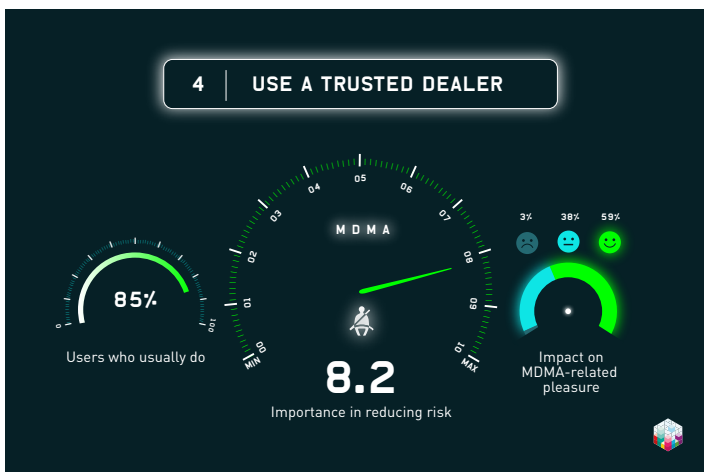 4 USE A TRUSTED DEALER
MDMA
00
01
02
03
04
05
06
07
08
09
10
MIN
MAX
8.2
Importance in reducing risk
0
100
85%
Users who usually do
3% 38% 59%
Impact on
MDMA-related
pleasure